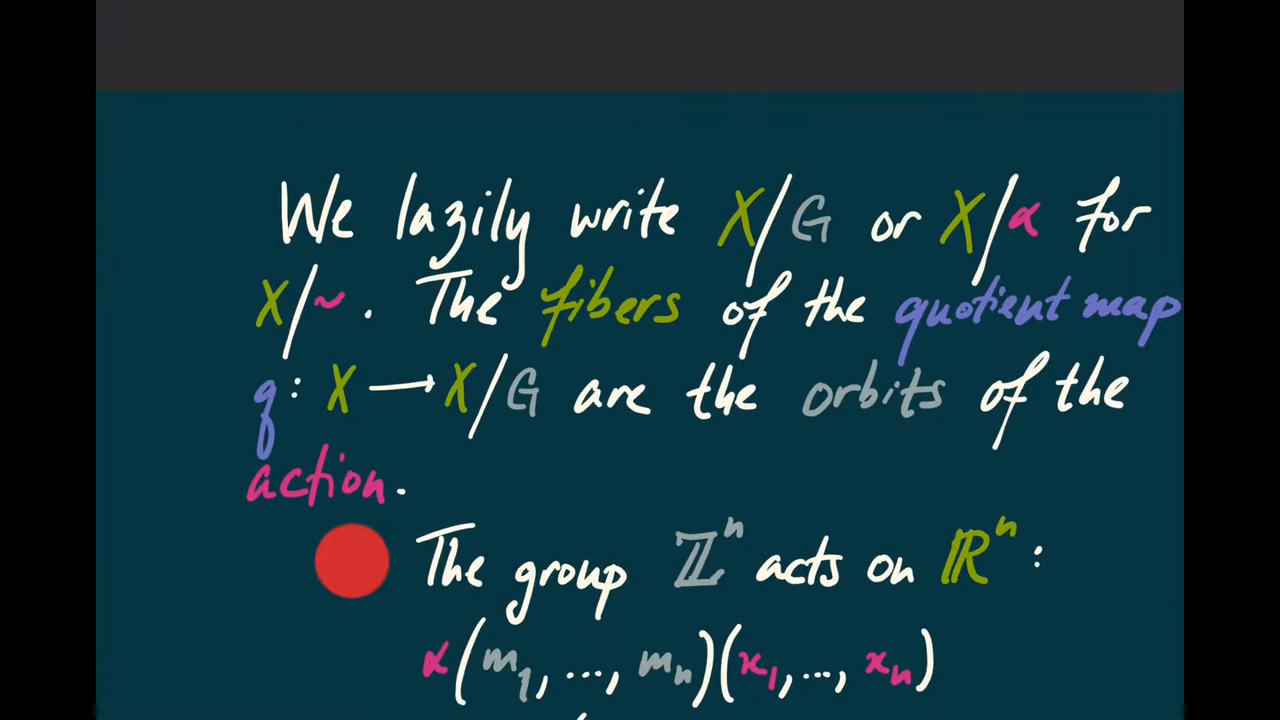 We lazily write X/G or X/α for
X/~. The fibers of the quotient map
q: X → X/G are the orbits of the
action.
The group ℤⁿ acts on ℝⁿ:
α(m₁, ..., mₙ)(x₁, ..., xₙ)